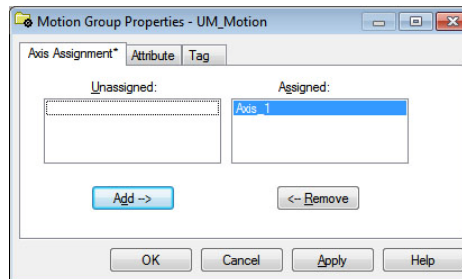 Motion Group Properties - UM_Motion
Axis Assignment* Attribute Tag
Unassigned: Assigned:
Axis_1
Add --> <-- Remove
OK Cancel Apply Help